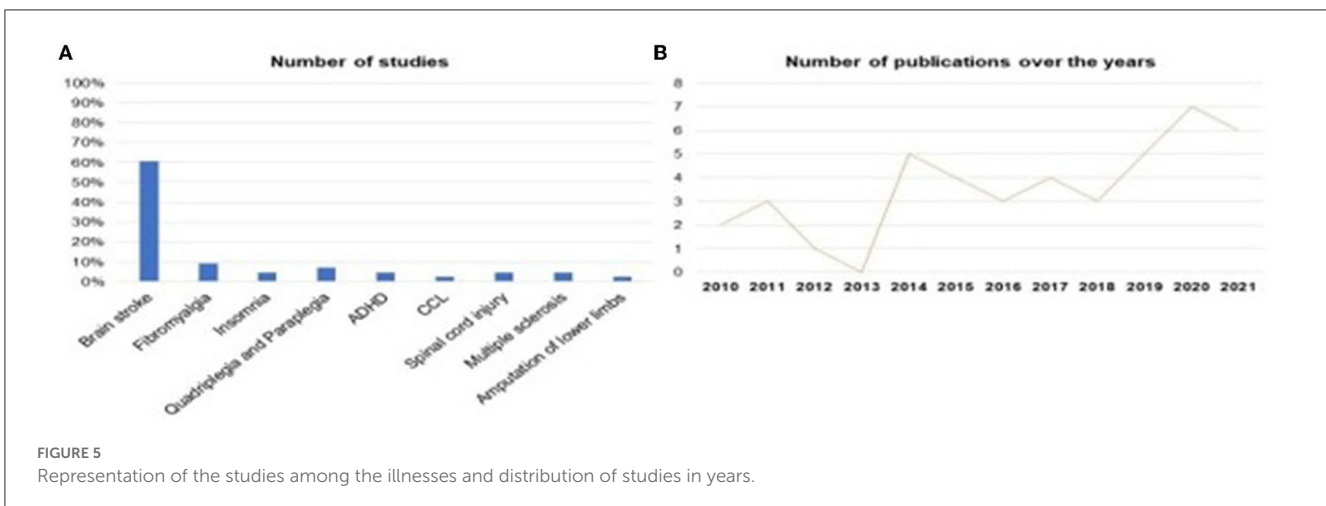 A
Number of studies
100%
90%
80%
70%
60%
50%
40%
30%
20%
10%
0%
Brain stroke
Fibromyalgia
Insomnia
Quadriplegia and Paraplegia
ADHD
CCL
Spinal cord injury
Multiple sclerosis
Amputation of lower limbs
B
Number of publications over the years
8
7
6
5
4
3
2
1
0
2010 2011 2012 2013 2014 2015 2016 2017 2018 2019 2020 2021
FIGURE 5
Representation of the studies among the illnesses and distribution of studies in years.